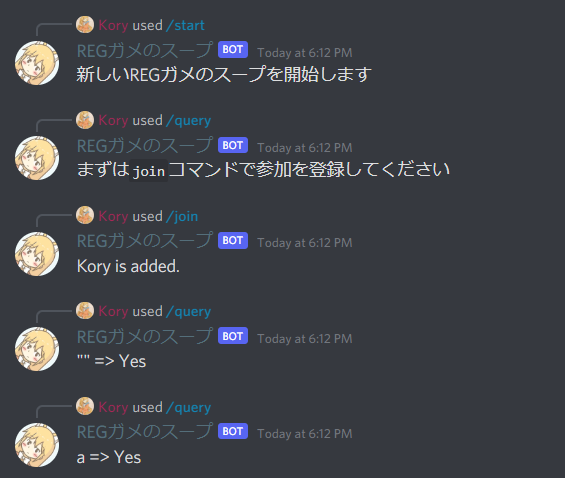 Kory used /start
REGガメのスープ BOT Today at 6:12 PM
新しいREGガメのスープを開始します
Kory used /query
REGガメのスープ BOT Today at 6:12 PM
まずはjoinコマンドで参加を登録してください
Kory used /join
REGガメのスープ BOT Today at 6:12 PM
Kory is added.
Kory used /query
REGガメのスープ BOT Today at 6:12 PM
"" => Yes
Kory used /query
REGガメのスープ BOT Today at 6:12 PM
a => Yes